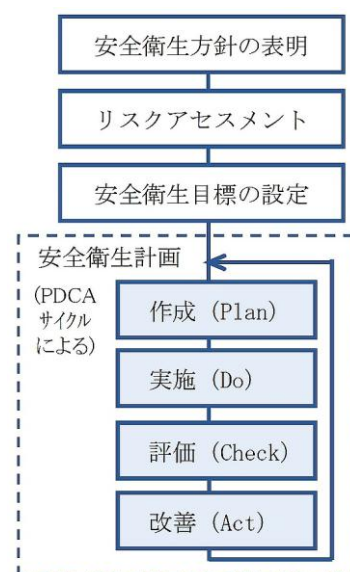 安全衛生方針の表明
リスクアセスメント
安全衛生目標の設定
安全衛生計画
(PDCA
サイクル
による)
作成 (Plan)
実施 (Do)
評価 (Check)
改善 (Act)